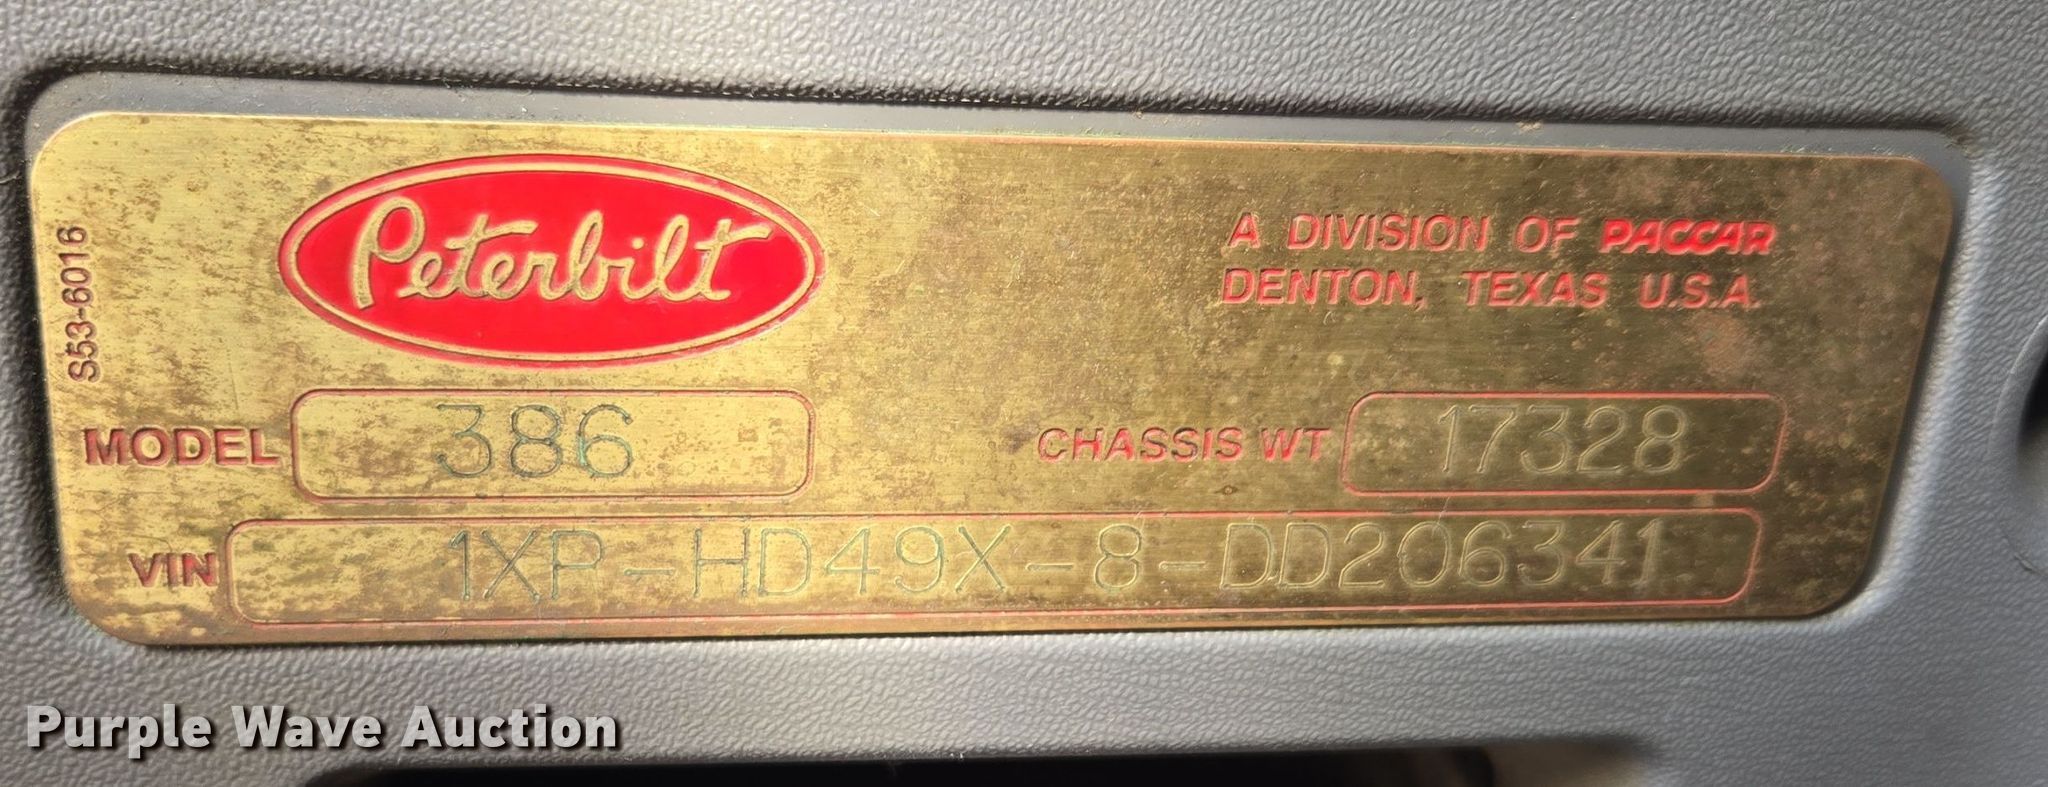 S53-6016
Peterbilt
A DIVISION OF PACCAR
DENTON, TEXAS U.S.A.
MODEL 386
CHASSIS WT 17328
VIN 1XP-HD49X-8-DD206341
Purple Wave Auction